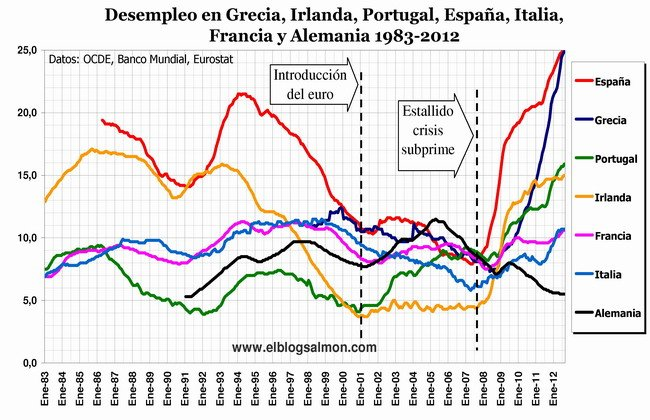 Desempleo en Grecia, Irlanda, Portugal, España, Italia,
Francia y Alemania 1983-2012
25,0
20,0
15,0
10,0
5,0
0,0
Datos: OCDE, Banco Mundial, Eurostat
Introducción
del euro
Estallido
crisis
subprime
www.elblogsalmon.com
España
Grecia
Portugal
Irlanda
Francia
Italia
Alemania
Ene-83
Ene-84
Ene-85
Ene-86
Ene-87
Ene-88
Ene-89
Ene-90
Ene-91
Ene-92
Ene-93
Ene-94
Ene-95
Ene-96
Ene-97
Ene-98
Ene-99
Ene-00
Ene-01
Ene-02
Ene-03
Ene-04
Ene-05
Ene-06
Ene-07
Ene-08
Ene-09
Ene-10
Ene-11
Ene-12